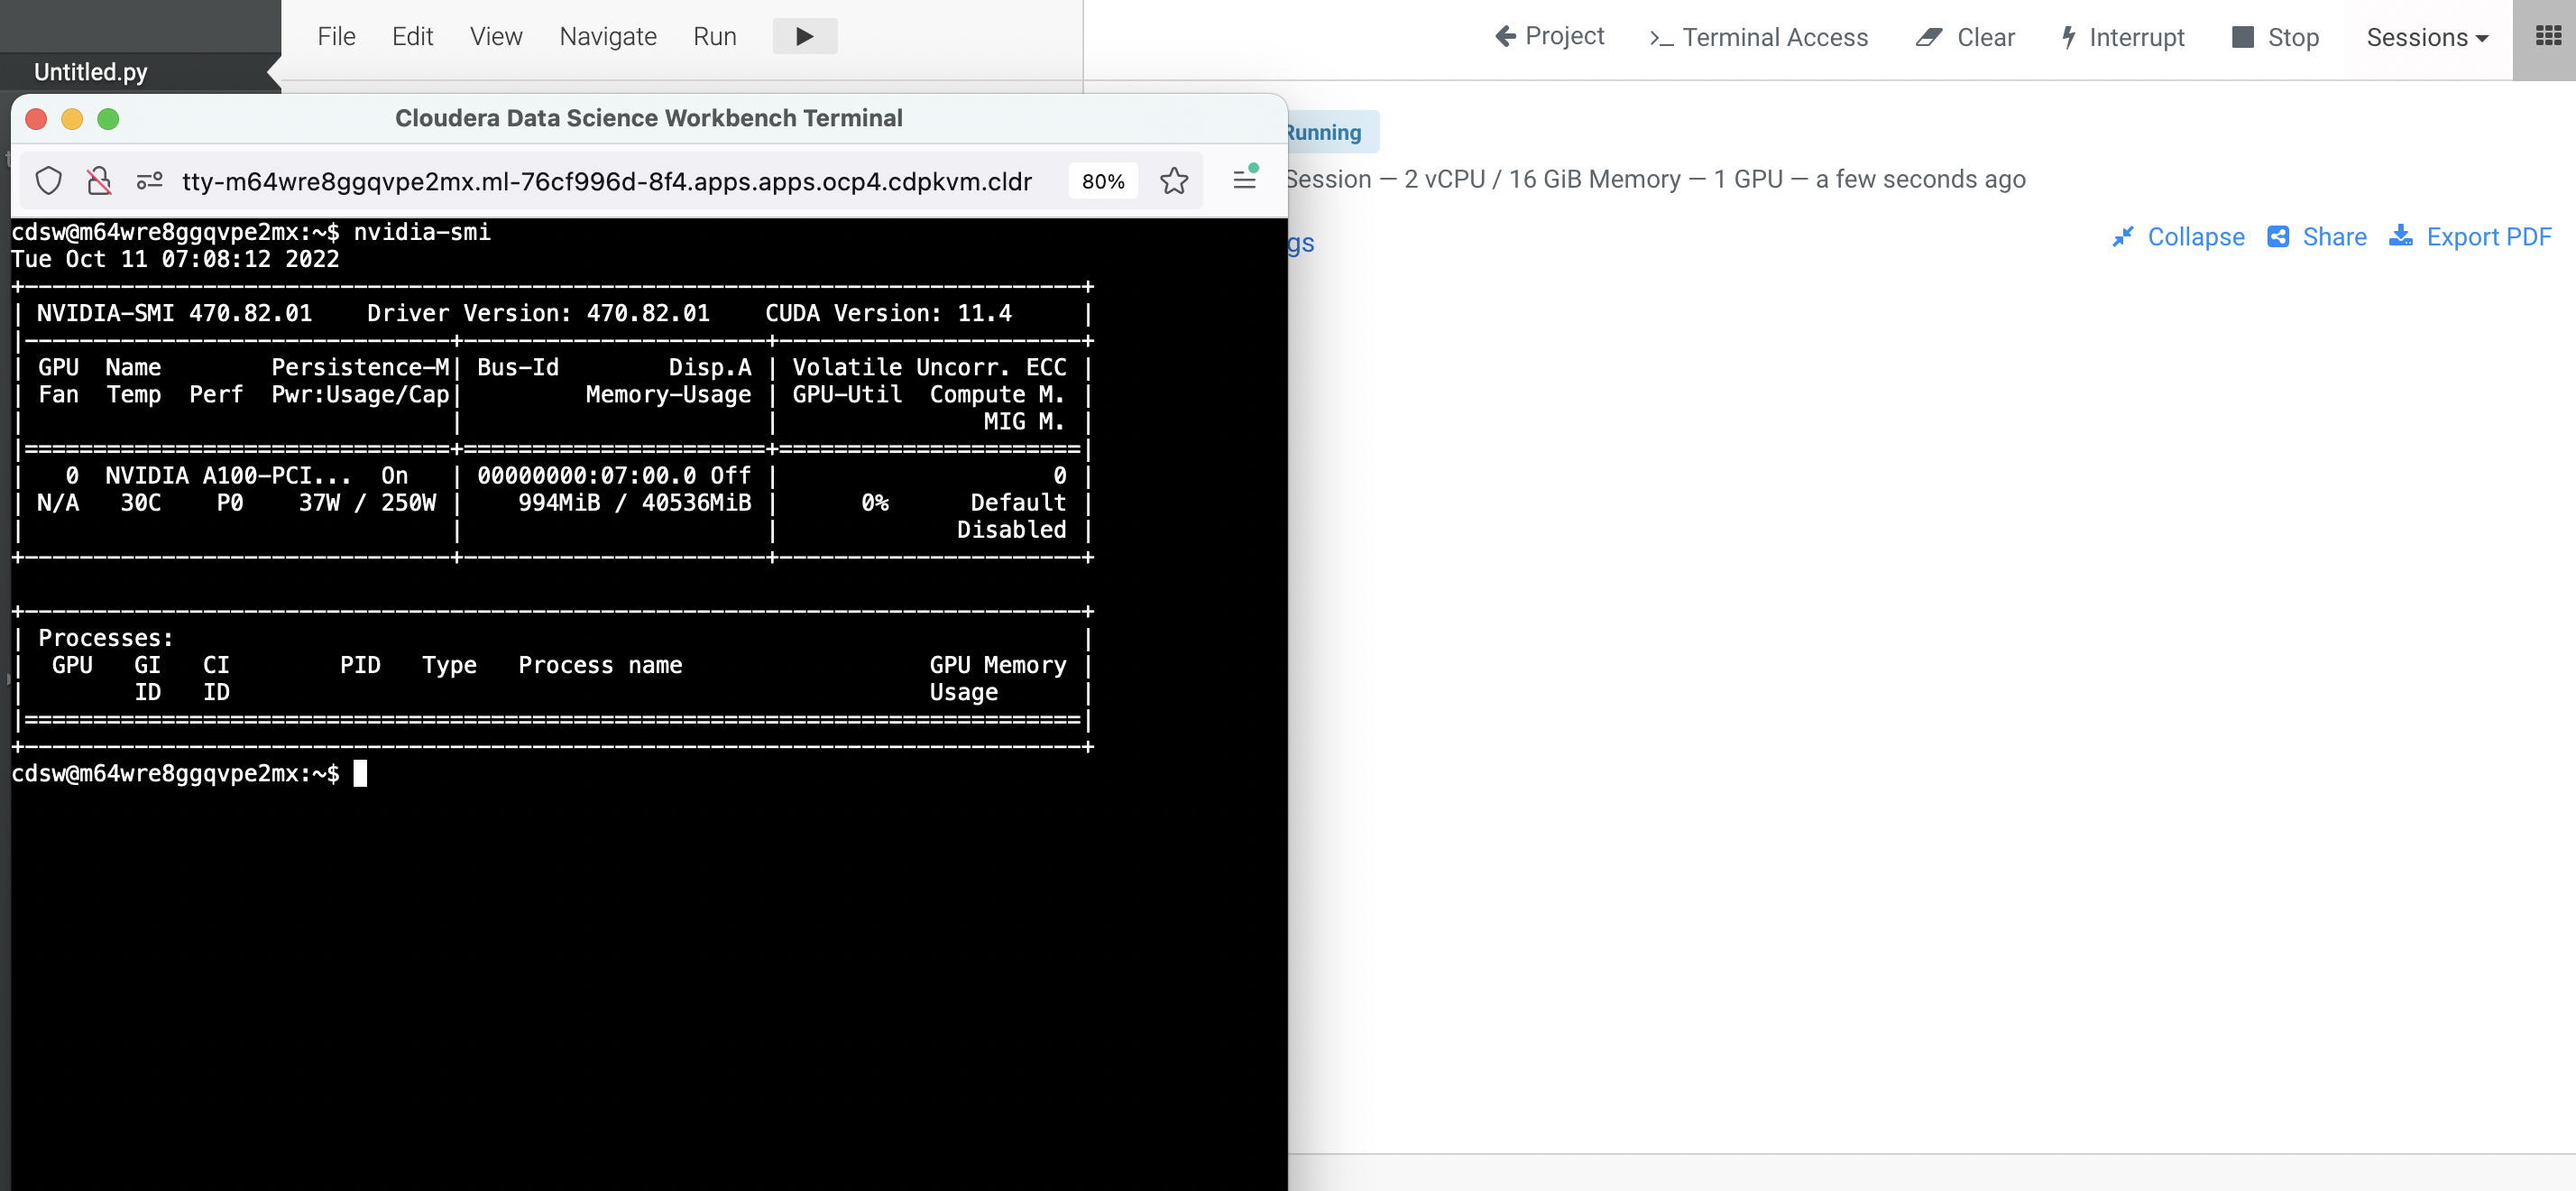 File Edit View Navigate Run
Project Terminal Access Clear Interrupt Stop Sessions
Untitled.py
Cloudera Data Science Workbench Terminal
Running
tty-m64wre8ggqvpe2mx.ml-76cf996d-8f4.apps.apps.ocp4.cdpkvm.cldr 80%
Session — 2 vCPU / 16 GiB Memory — 1 GPU — a few seconds ago
gs
Collapse Share Export PDF
cdsw@m64wre8ggqvpe2mx:~$ nvidia-smi
Tue Oct 11 07:08:12 2022
+-----------------------------------------------------------------------------+
| NVIDIA-SMI 470.82.01    Driver Version: 470.82.01    CUDA Version: 11.4     |
|-------------------------------+----------------------+----------------------+
| GPU  Name        Persistence-M| Bus-Id        Disp.A | Volatile Uncorr. ECC |
| Fan  Temp  Perf  Pwr:Usage/Cap|         Memory-Usage | GPU-Util  Compute M. |
|                               |                      |               MIG M. |
|===============================+======================+======================|
|   0  NVIDIA A100-PCI...  On   | 00000000:07:00.0 Off |                    0 |
| N/A   30C    P0    37W / 250W |    994MiB / 40536MiB |      0%      Default |
|                               |                      |             Disabled |
+-------------------------------+----------------------+----------------------+
+-----------------------------------------------------------------------------+
| Processes:                                                                  |
|  GPU   GI   CI        PID   Type   Process name                  GPU Memory |
|        ID   ID                                                   Usage      |
|=============================================================================|
+-----------------------------------------------------------------------------+
cdsw@m64wre8ggqvpe2mx:~$